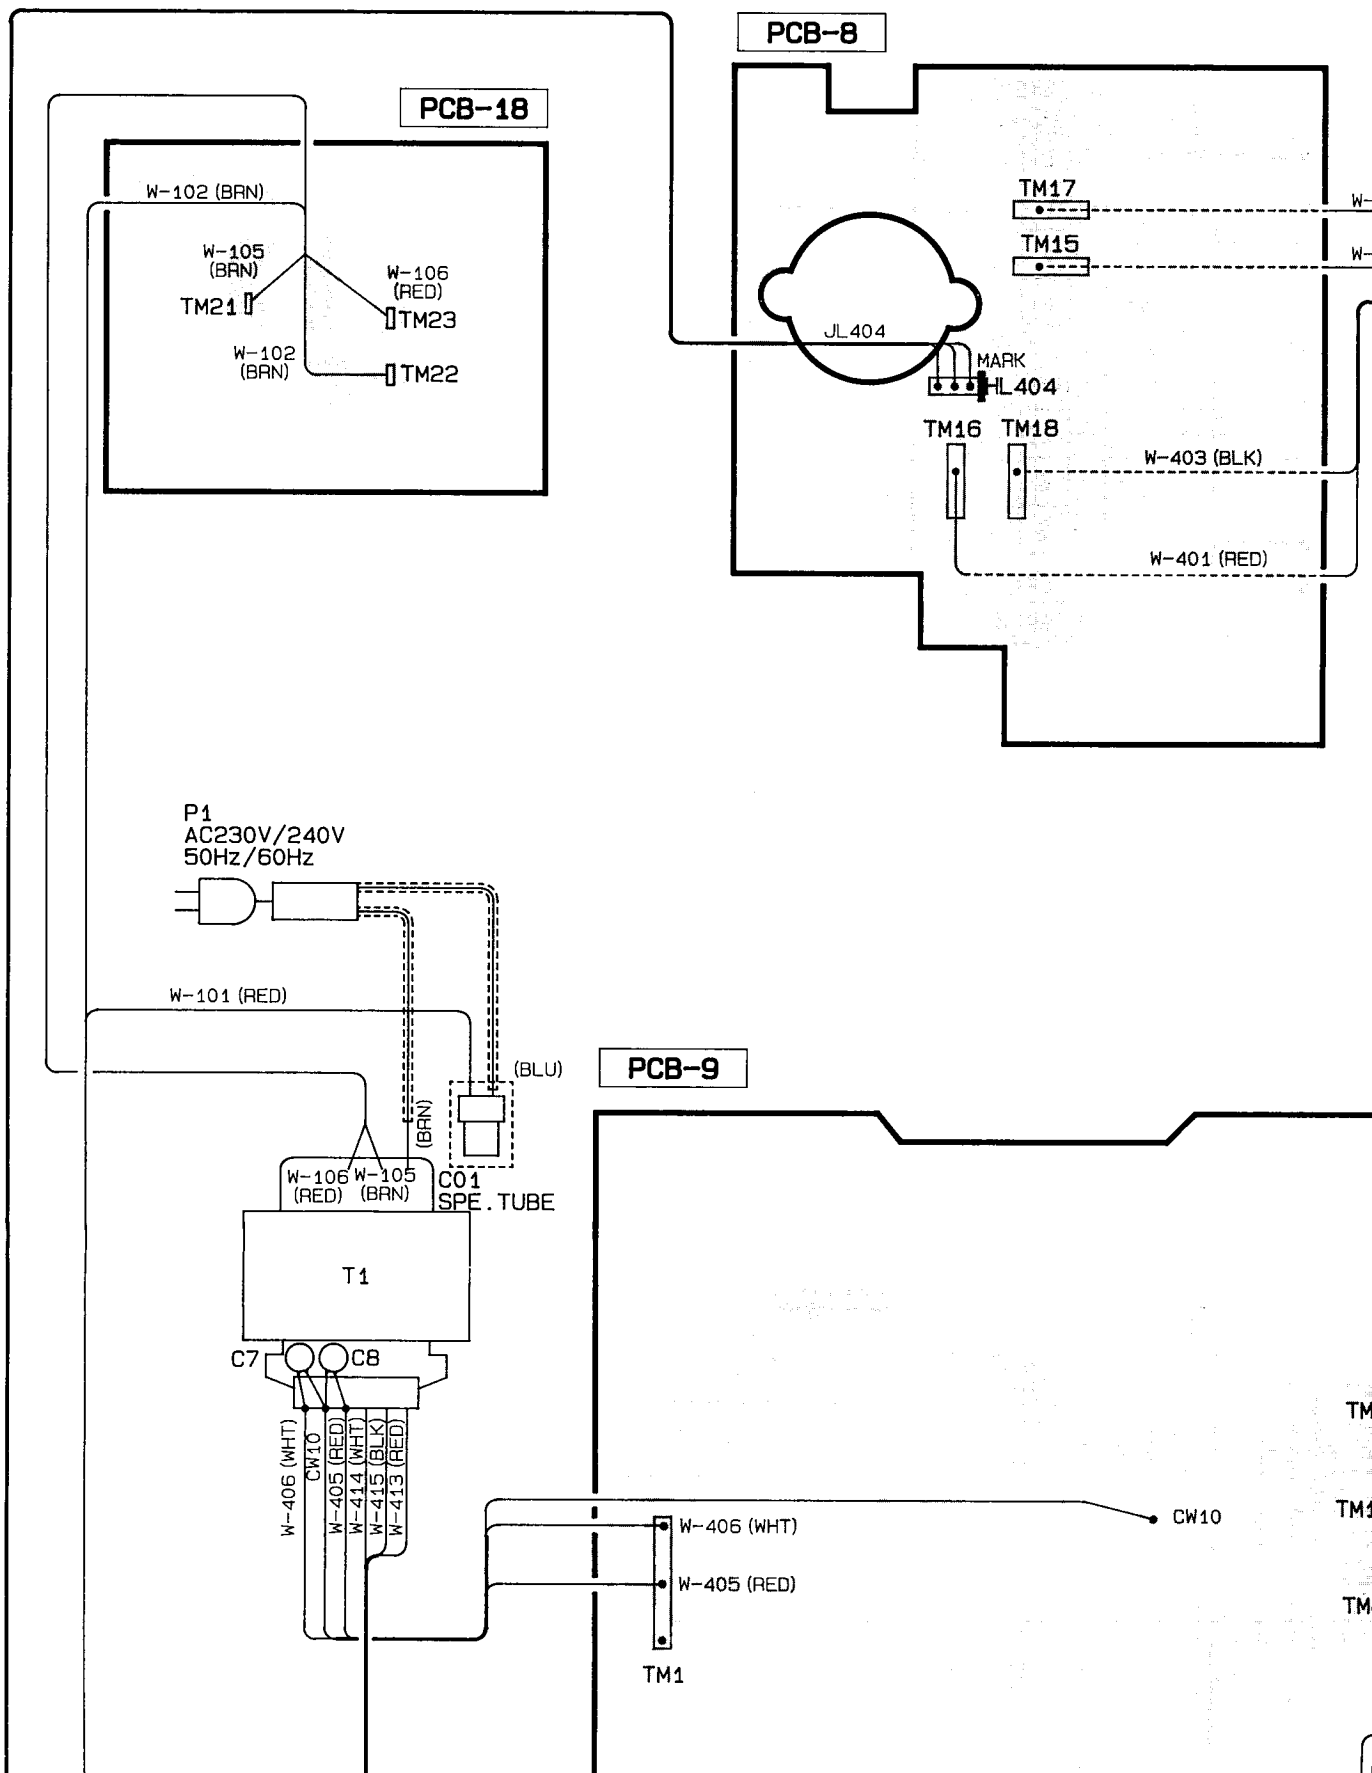 PCB-8
PCB-18
W-102 (BRN)
W-105
(BRN)
W-106
(RED)
TM21
TM23
W-102
(BRN)
TM22
TM17
W-
TM15
W-
JL404
MARK
HL404
TM16
TM18
W-403 (BLK)
W-401 (RED)
P1
AC230V/240V
50Hz/60Hz
W-101 (RED)
(BLU)
(BRN)
PCB-9
W-106
(RED)
W-105
(BRN)
C01
SPE.TUBE
T1
C7
C8
W-406 (WHT)
CW10
W-405 (RED)
W-414 (WHT)
W-415 (BLK)
W-413 (RED)
W-406 (WHT)
CW10
W-405 (RED)
TM1
TM
TM1
TM